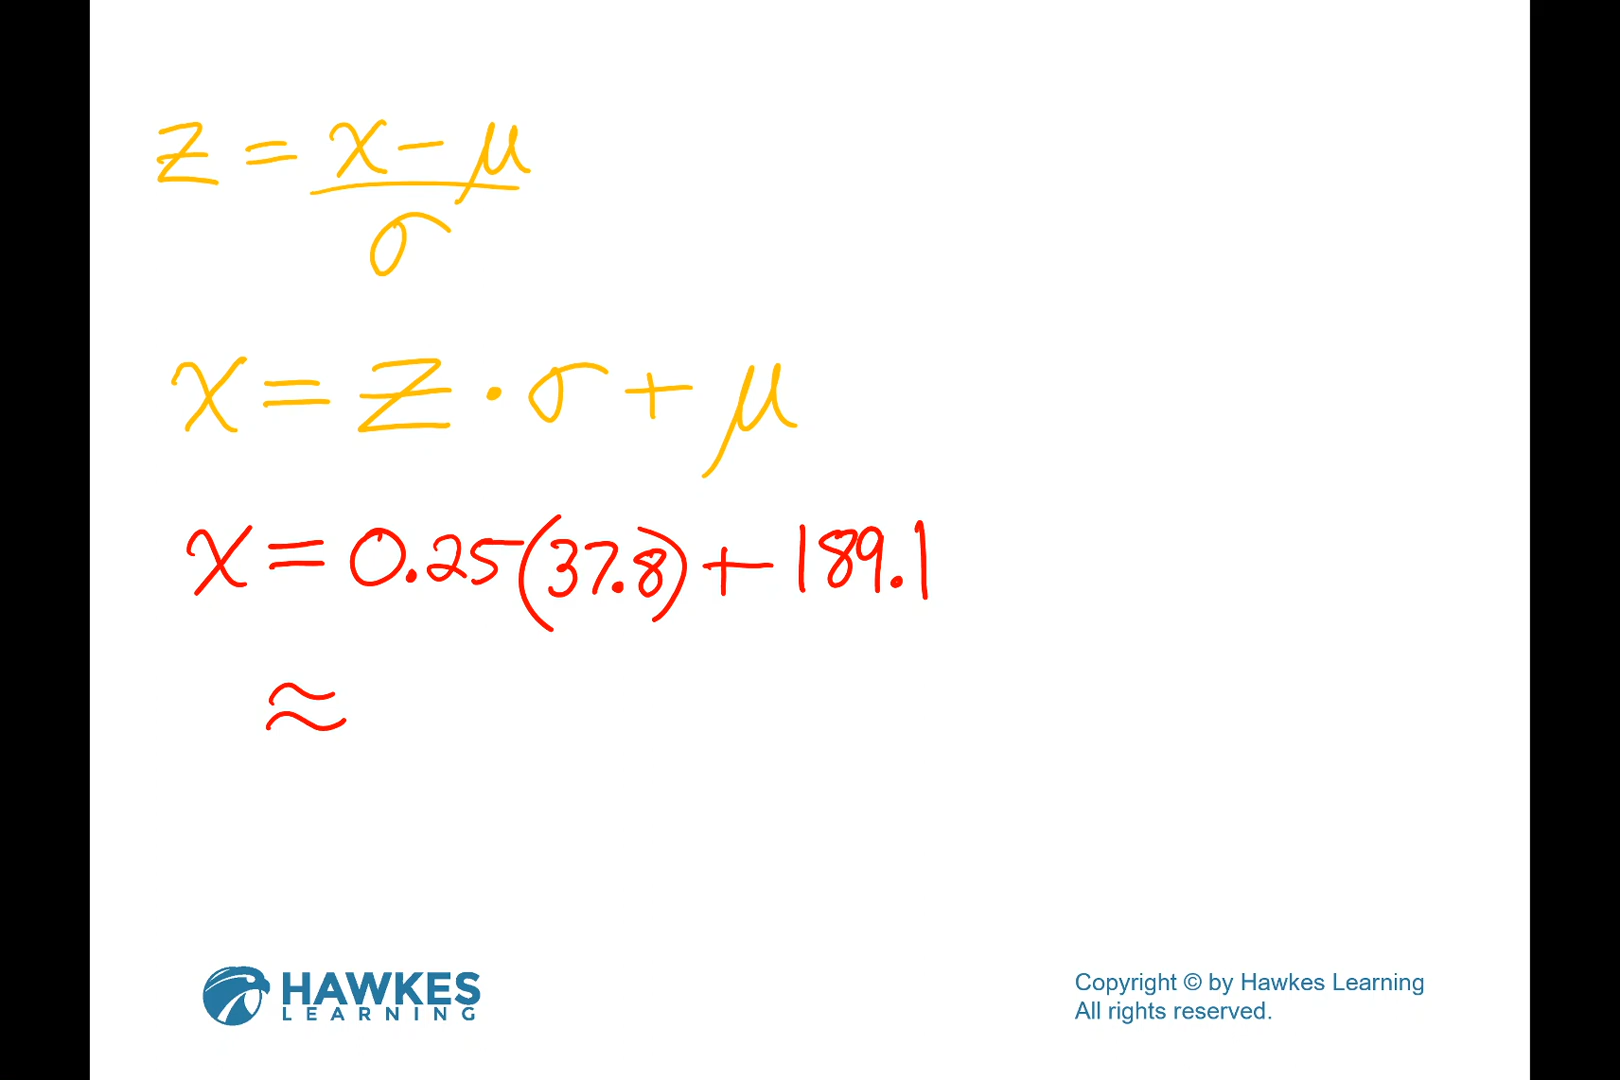 z = x - μ
σ
x = z · σ + μ
x = 0.25(37.8) + 189.1
≈
HAWKES
LEARNING
Copyright © by Hawkes Learning
All rights reserved.